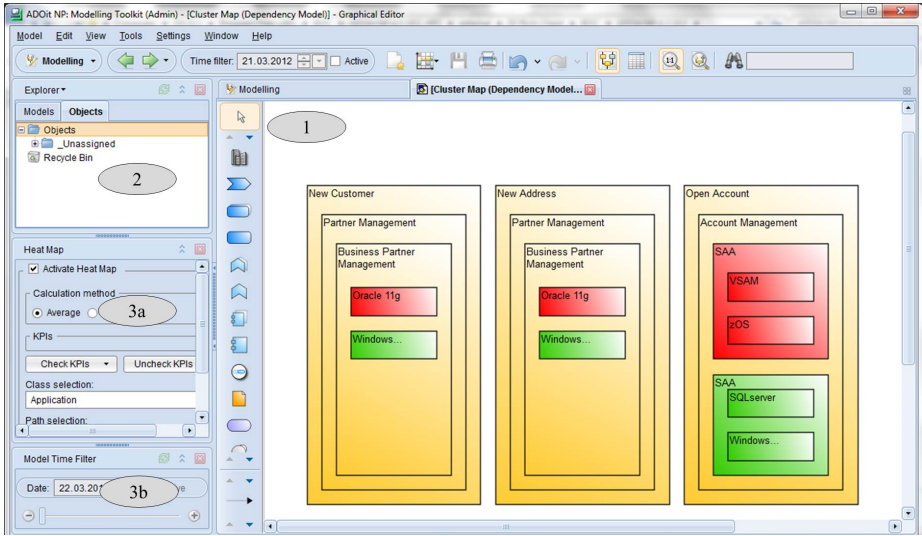 ADOit NP: Modelling Toolkit (Admin) - [Cluster Map (Dependency Model)] - Graphical Editor
Model Edit View Tools Settings Window Help
Modelling Time filter: 21.03.2012 Active
Explorer
Models Objects
Objects
_Unassigned
Recycle Bin
2
Heat Map
Activate Heat Map
Calculation method
Average
3a
KPIs
Check KPIs Uncheck KPIs
Class selection:
Application
Path selection:
Model Time Filter
Date: 22.03.20
3b
Modelling [Cluster Map (Dependency Model...
1
New Customer
Partner Management
Business Partner
Management
Oracle 11g
Windows...
New Address
Partner Management
Business Partner
Management
Oracle 11g
Windows...
Open Account
Account Management
SAA
VSAM
zOS
SAA
SQLserver
Windows...